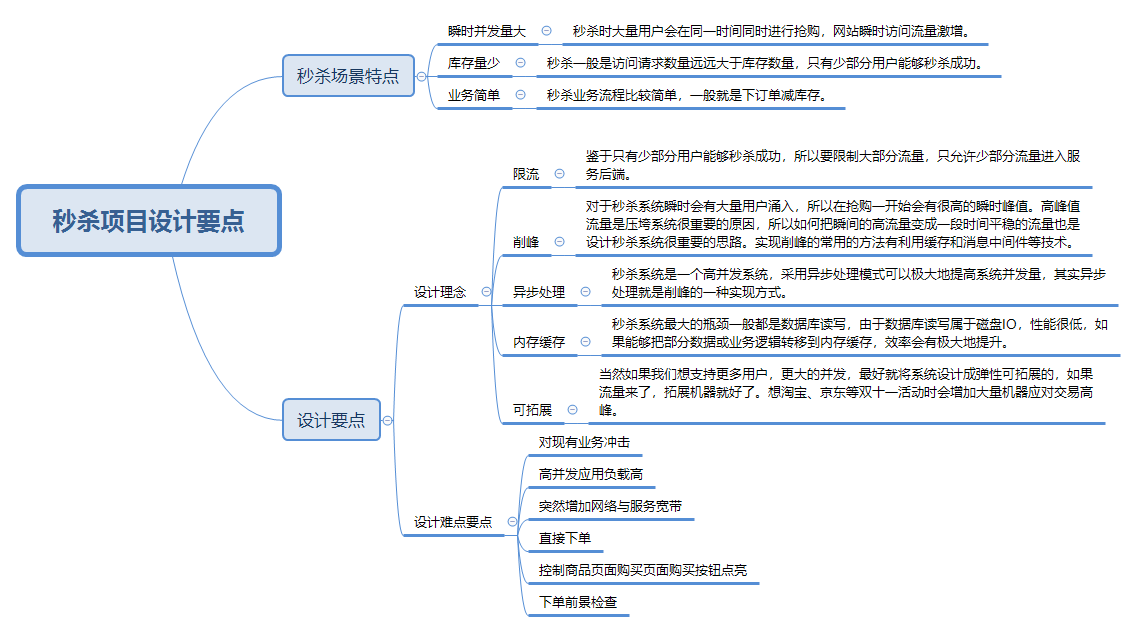 秒杀项目设计要点
秒杀场景特点
瞬时并发量大
秒杀时大量用户会在同一时间同时进行抢购，网站瞬时访问流量激增。
库存量少
秒杀一般是访问请求数量远远大于库存数量，只有少部分用户能够秒杀成功。
业务简单
秒杀业务流程比较简单，一般就是下订单减库存。
设计要点
设计理念
限流
鉴于只有少部分用户能够秒杀成功，所以要限制大部分流量，只允许少部分流量进入服
务后端。
削峰
对于秒杀系统瞬时会有大量用户涌入，所以在抢购一开始会有很高的瞬时峰值。高峰值
流量是压垮系统很重要的原因，所以如何把瞬间的高流量变成一段时间平稳的流量也是
设计秒杀系统很重要的思路。实现削峰的常用的方法有利用缓存和消息中间件等技术。
异步处理
秒杀系统是一个高并发系统，采用异步处理模式可以极大地提高系统并发量，其实异步
处理就是削峰的一种实现方式。
内存缓存
秒杀系统最大的瓶颈一般都是数据库读写，由于数据库读写属于磁盘IO，性能很低，如
果能够把部分数据或业务逻辑转移到内存缓存，效率会有极大地提升。
可拓展
当然如果我们想支持更多用户，更大的并发，最好就将系统设计成弹性可拓展的，如果
流量来了，拓展机器就好了。想淘宝、京东等双十一活动时会增加大量机器应对交易高
峰。
设计难点要点
对现有业务冲击
高并发应用负载高
突然增加网络与服务宽带
直接下单
控制商品页面购买页面购买按钮点亮
下单前景检查